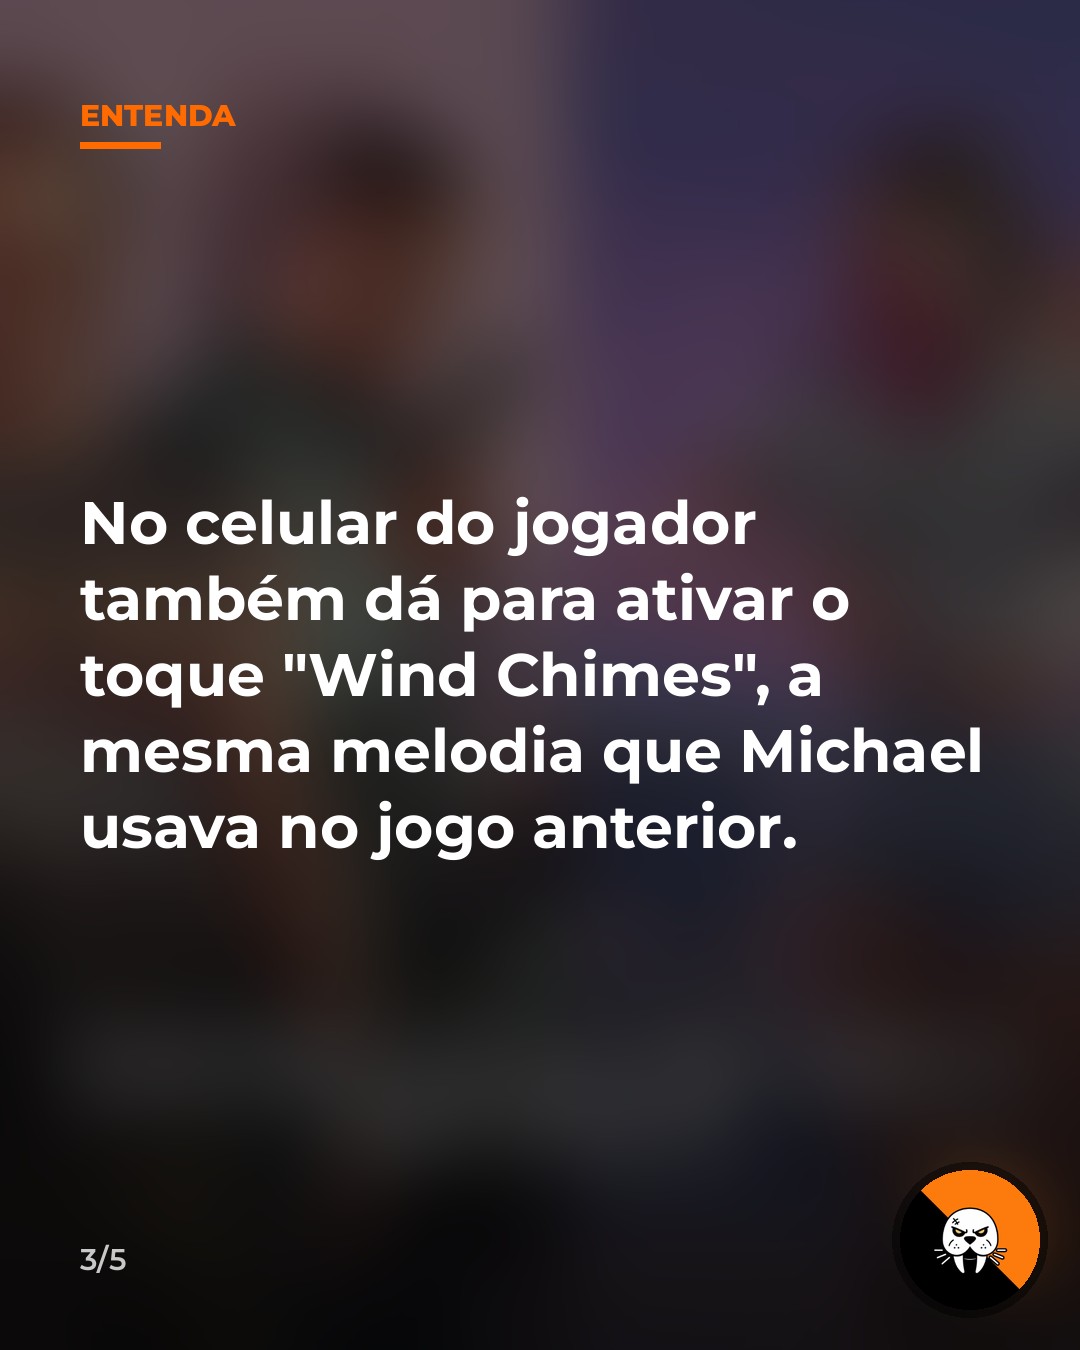 ENTENDA
No celular do jogador
também dá para ativar o
toque "Wind Chimes", a
mesma melodia que Michael
usava no jogo anterior.
3/5